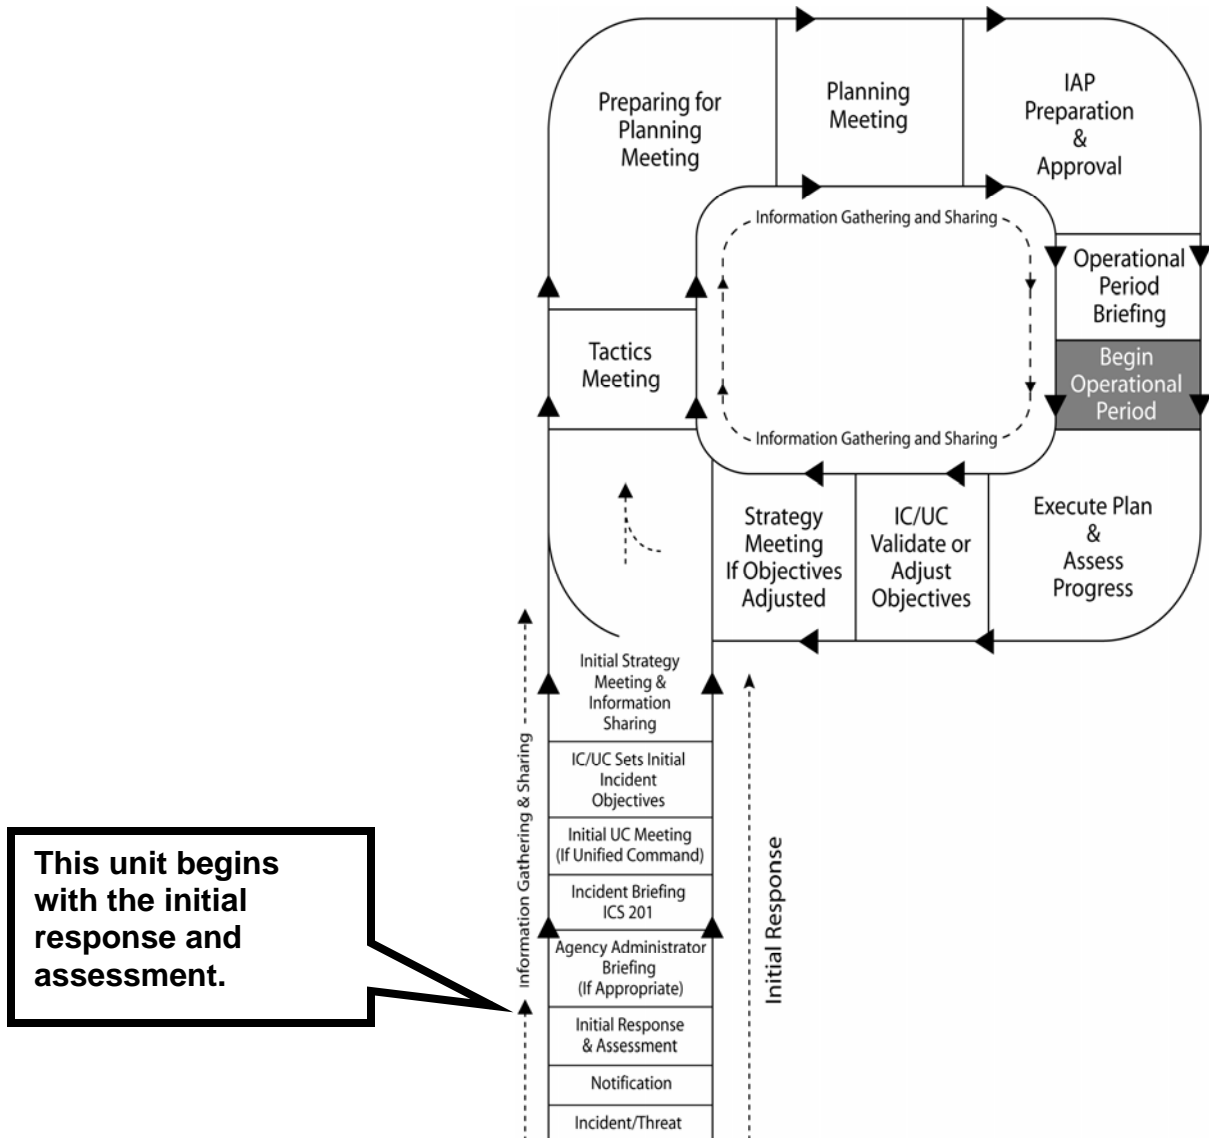 Preparing for
Planning
Meeting
Planning
Meeting
IAP
Preparation
&
Approval
Information Gathering and Sharing
Operational
Period
Briefing
Tactics
Meeting
Begin
Operational
Period
Information Gathering and Sharing
Strategy
Meeting
If Objectives
Adjusted
IC/UC
Validate or
Adjust
Objectives
Execute Plan
&
Assess
Progress
Initial Strategy
Meeting &
Information
Sharing
IC/UC Sets Initial
Incident
Objectives
Initial UC Meeting
(If Unified Command)
Incident Briefing
ICS 201
Agency Administrator
Briefing
(If Appropriate)
Initial Response
& Assessment
Notification
Incident/Threat
Information Gathering & Sharing
Initial Response
This unit begins
with the initial
response and
assessment.